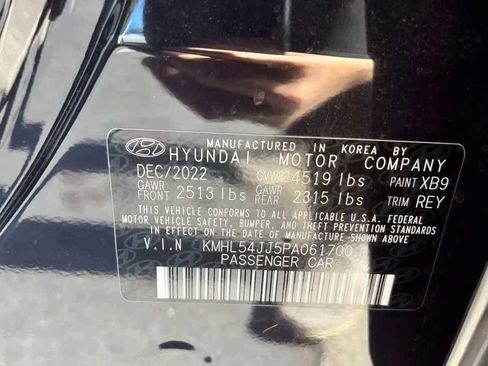 MANUFACTURED IN KOREA BY
HYUNDAI MOTOR COMPANY
DEC/2022 GVWR 4519 lbs PAINT XB9
GAWR FRONT 2513 lbs GAWR REAR 2315 lbs TRIM REY
THIS VEHICLE CONFORMS TO ALL APPLICABLE U.S.A. FEDERAL
MOTOR VEHICLE SAFETY, BUMPER, AND THEFT PREVENTION STANDARDS
IN EFFECT ON THE DATE OF MANUFACTURE SHOWN ABOVE.
V.I.N KMHL54JJ5PA061700
PASSENGER CAR